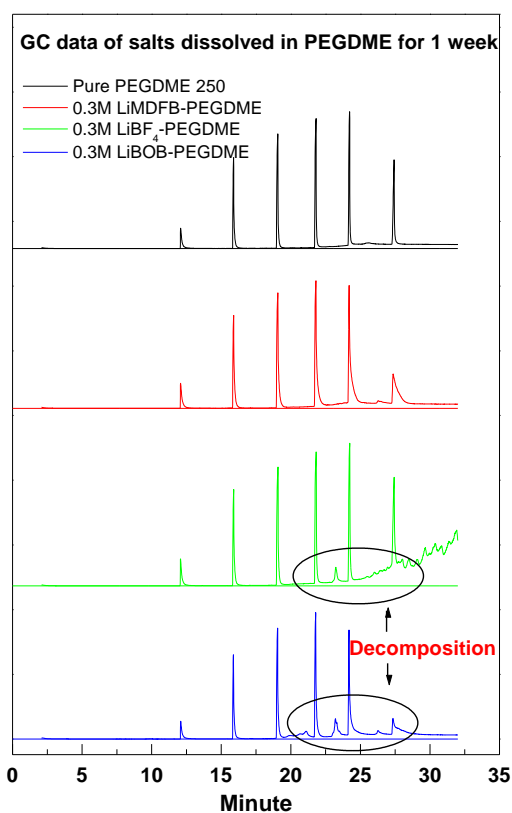 GC data of salts dissolved in PEGDME for 1 week
Pure PEGDME 250
0.3M LiMDFB-PEGDME
0.3M LiBF4-PEGDME
0.3M LiBOB-PEGDME
Decomposition
0 5 10 15 20 25 30 35
Minute